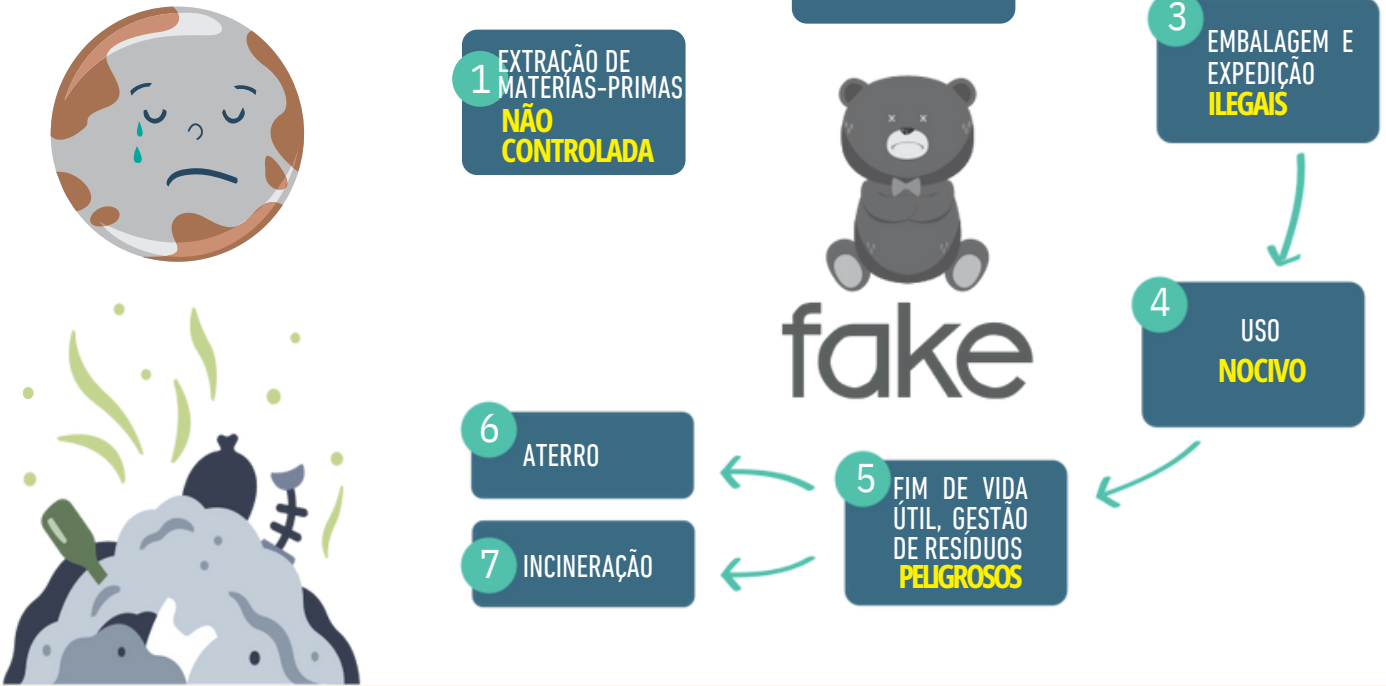 1
EXTRAÇÃO DE
MATERIAS-PRIMAS
NÃO
CONTROLADA
3
EMBALAGEM E
EXPEDIÇÃO
ILEGAIS
fake
4
USO
NOCIVO
5
FIM DE VIDA
ÚTIL, GESTÃO
DE RESÍDUOS
PELIGROSOS
6
ATERRO
7
INCINERAÇÃO